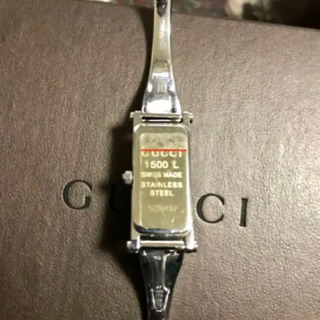 GUCCI
1500 L
SWISS MADE
STAINLESS
STEEL
GUCCI